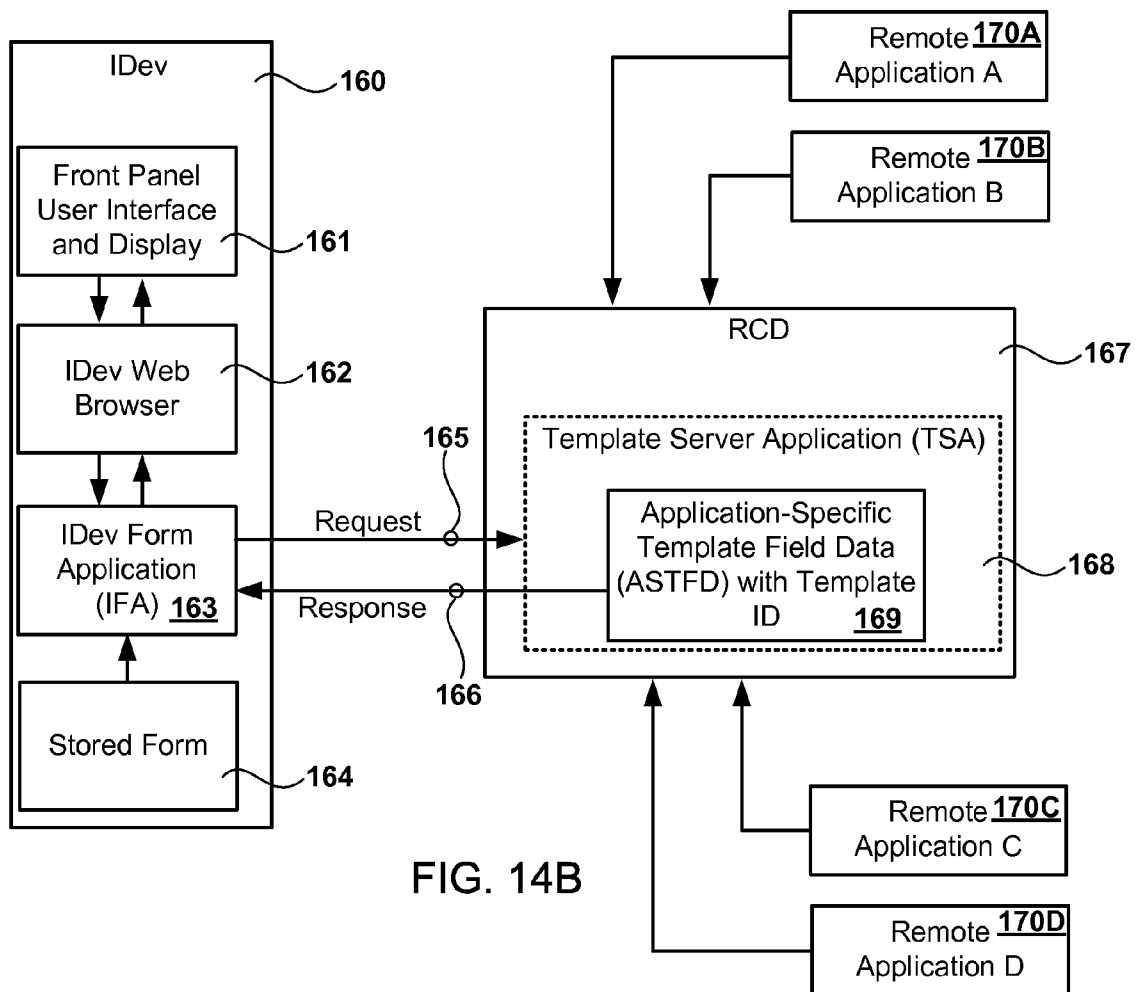 IDev
160
Front Panel
User Interface
and Display
161
IDev Web
Browser
162
IDev Form
Application
(IFA) 163
Stored Form
164
Request
165
Response
166
Remote 170A
Application A
Remote 170B
Application B
RCD
167
Template Server Application (TSA)
168
Application-Specific
Template Field Data
(ASTFD) with Template
ID 169
Remote 170C
Application C
Remote 170D
Application D
FIG. 14B